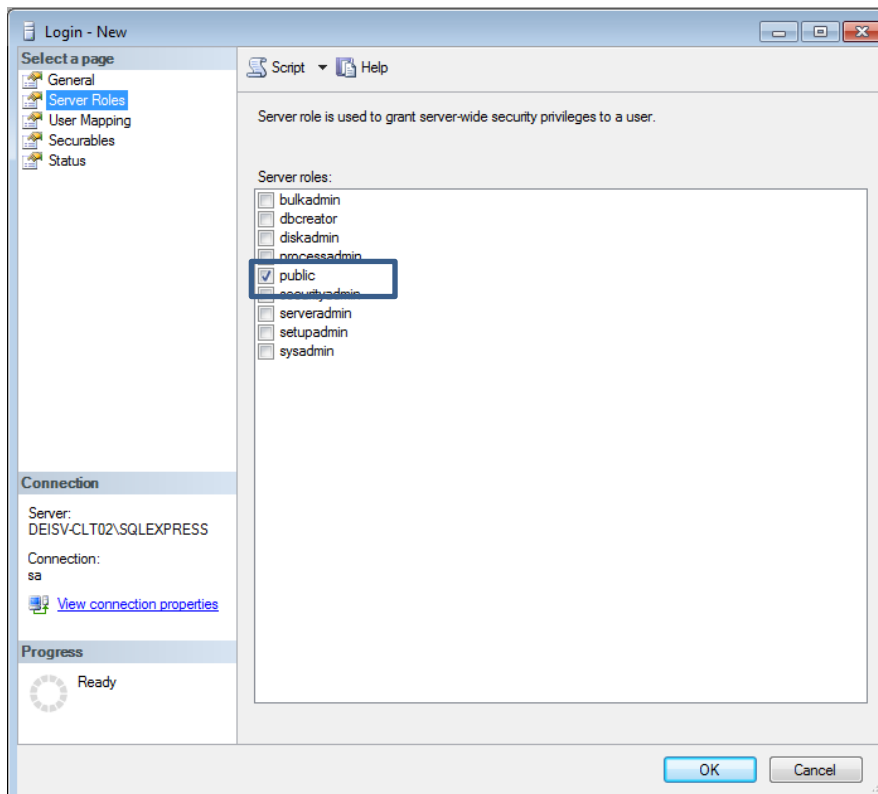 Login - New
Select a page
General
Server Roles
User Mapping
Securables
Status
Script
Help
Server role is used to grant server-wide security privileges to a user.
Server roles:
bulkadmin
dbcreator
diskadmin
processadmin
public
securityadmin
serveradmin
setupadmin
sysadmin
Connection
Server:
DEISV-CLT02\SQLEXPRESS
Connection:
sa
View connection properties
Progress
Ready
OK
Cancel